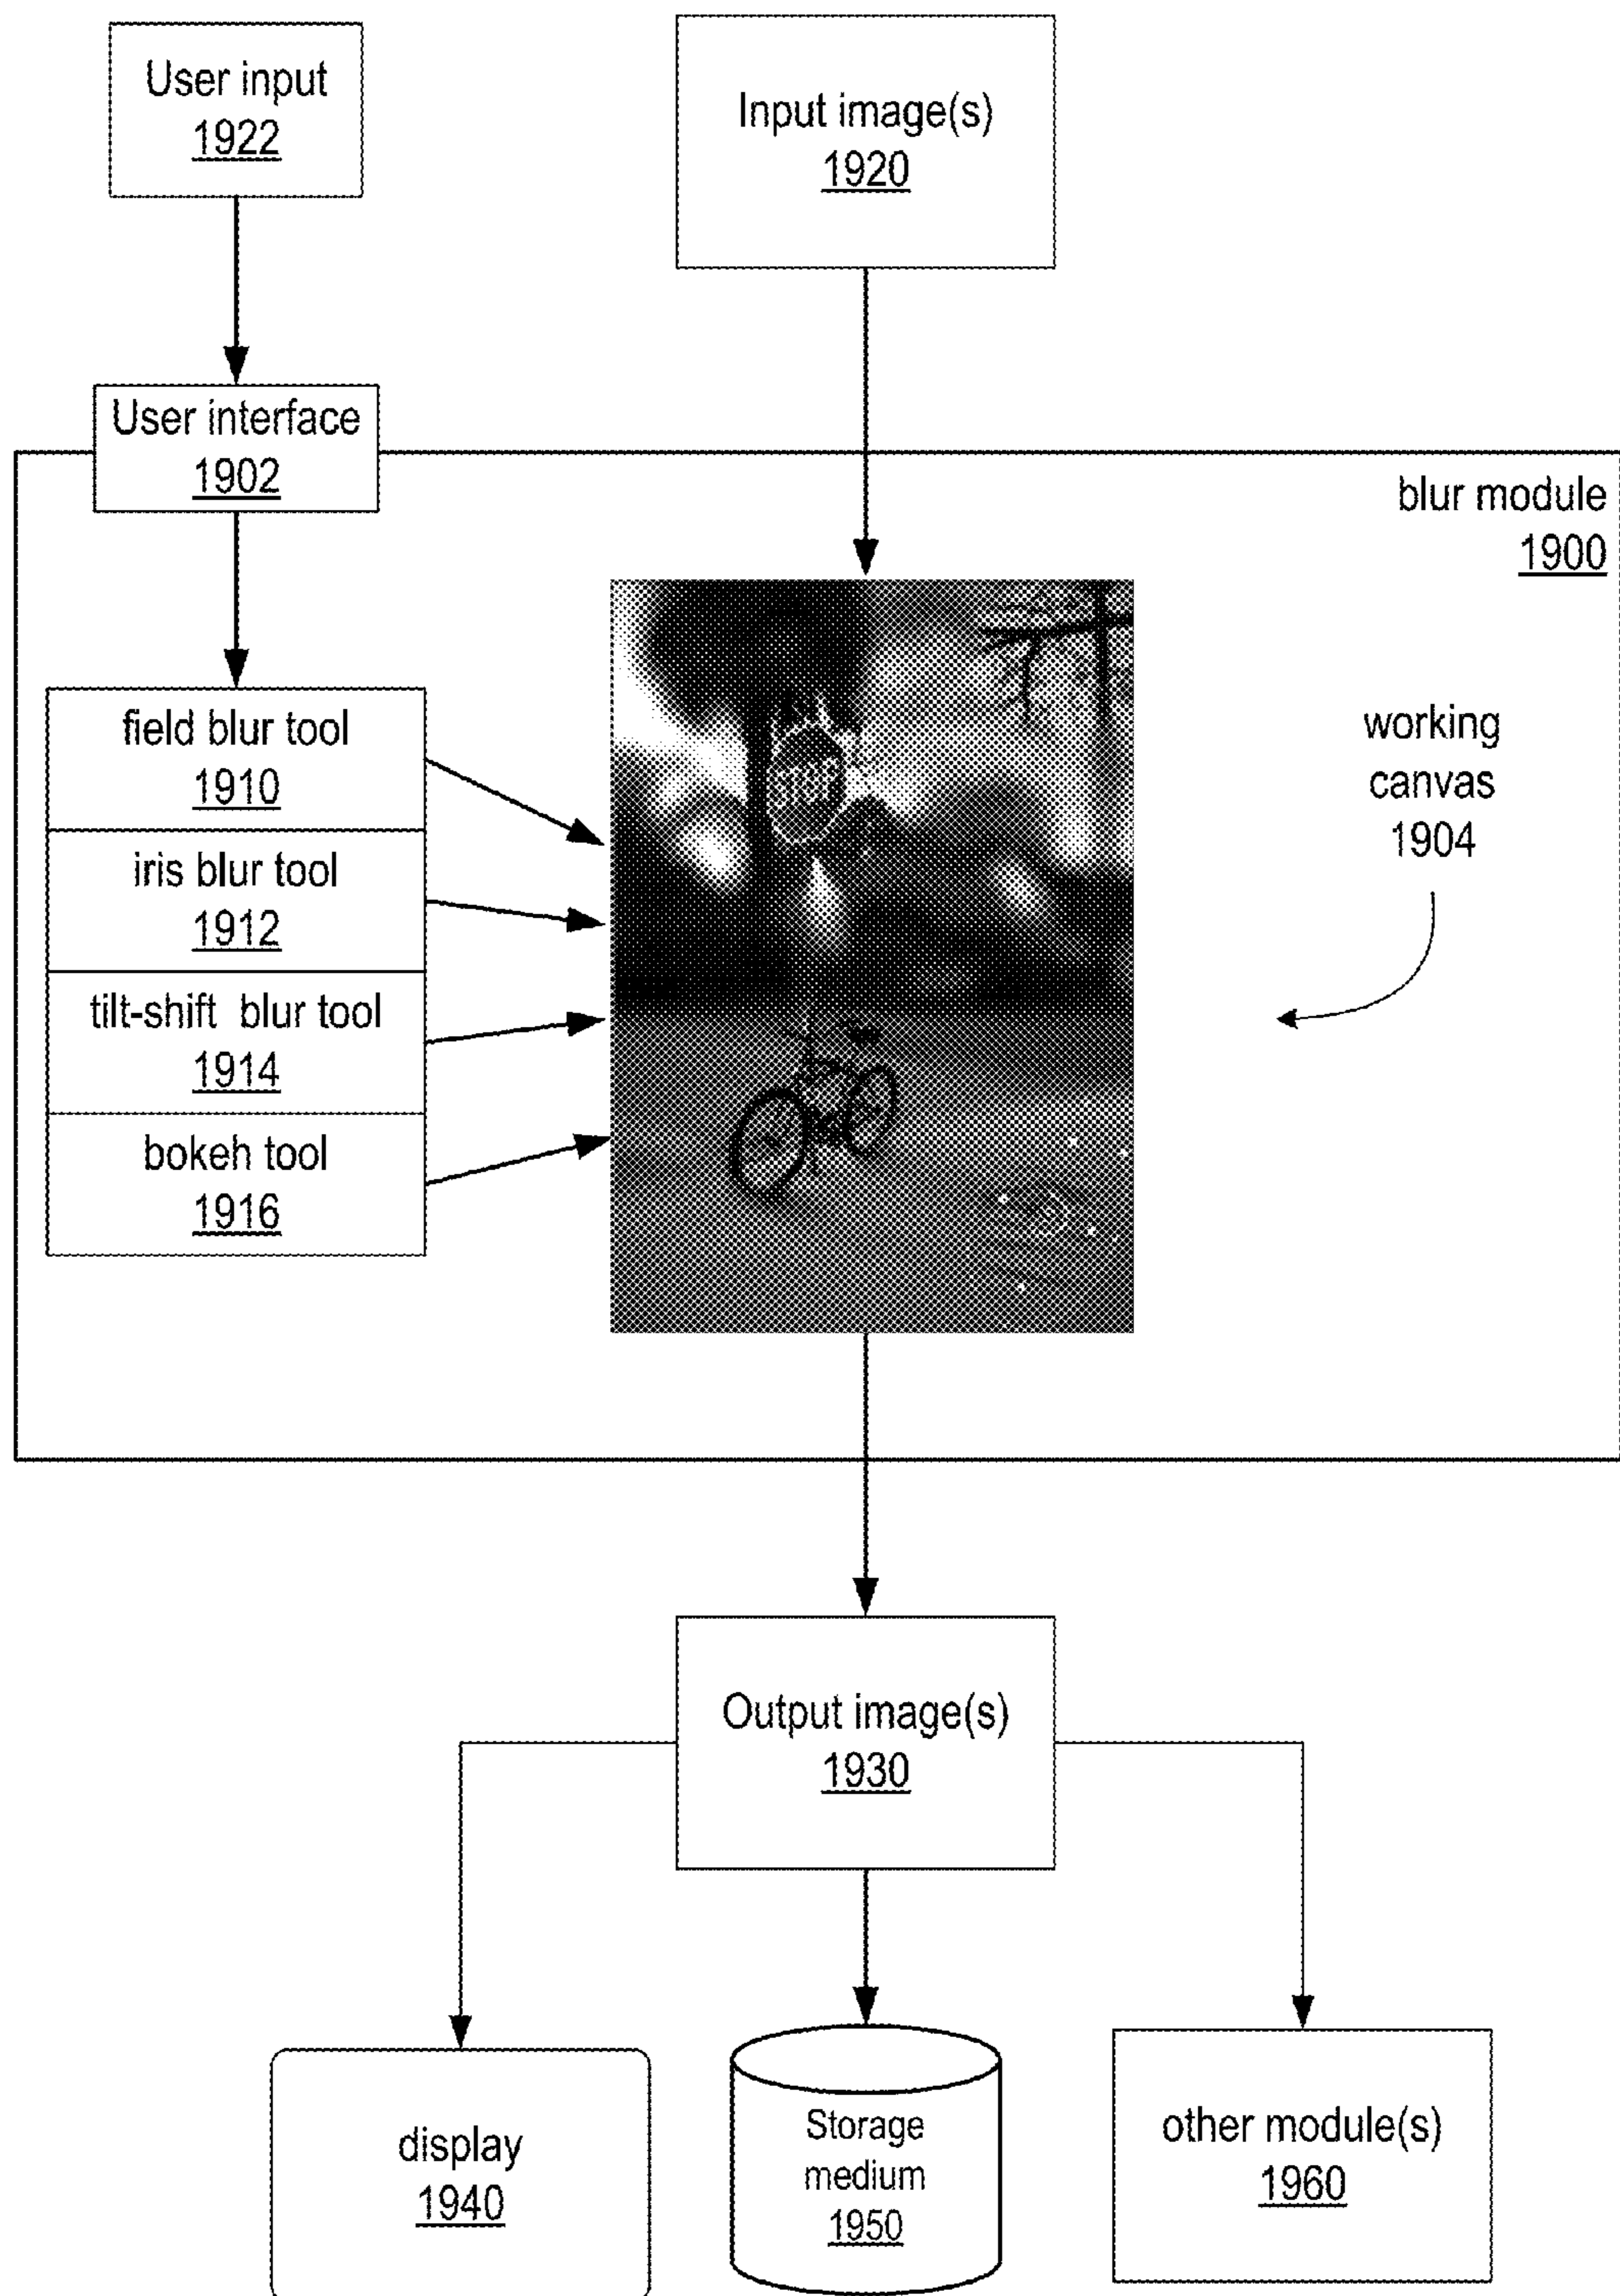 User input
1922
Input image(s)
1920
User interface
1902
blur module
1900
field blur tool
1910
iris blur tool
1912
tilt-shift blur tool
1914
bokeh tool
1916
STOP
working
canvas
1904
Output image(s)
1930
display
1940
Storage
medium
1950
other module(s)
1960